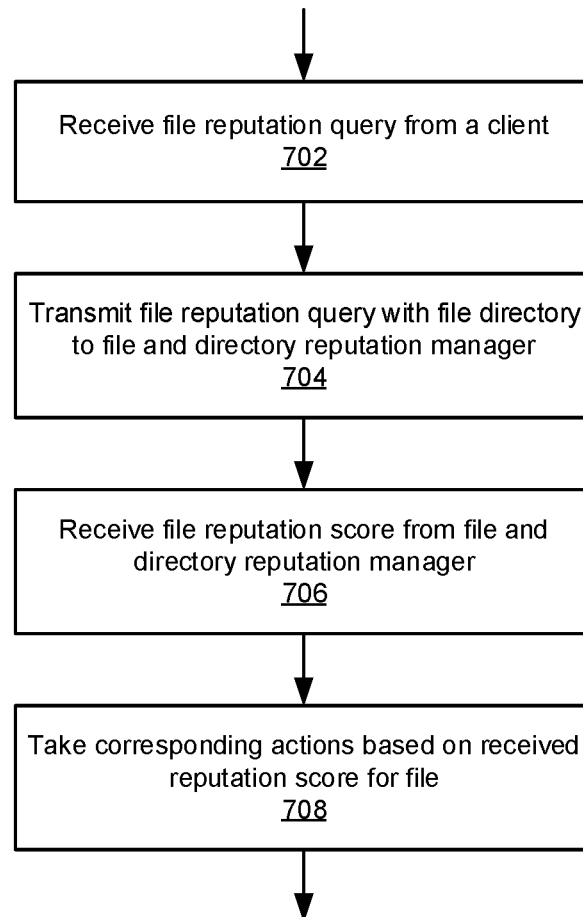 Receive file reputation query from a client
702
Transmit file reputation query with file directory
to file and directory reputation manager
704
Receive file reputation score from file and
directory reputation manager
706
Take corresponding actions based on received
reputation score for file
708